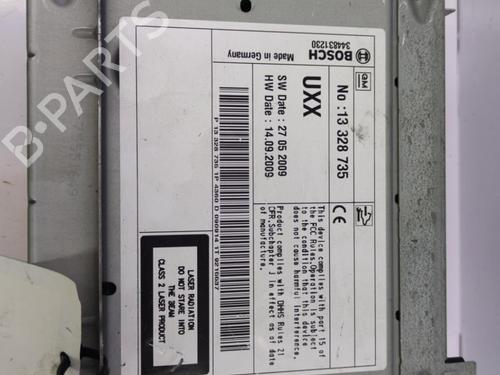 BOSCH
344831230
Made in Germany
GM
UXX
No :13 328 735
SW Date : 27 05 2009
HW Date : 14.09.2009
CE
This device complies with part 15 of
the FCC Rules.Operation is subject
to the condition that this device
does not cause harmful interference.
Product complies with DHHS Rules 21
CFR,Subchapter J in effect as of date
of manufacture.
LASER RADIATION
DO NOT STARE INTO
THE BEAM
CLASS 2 LASER PRODUCT
B-PARTS